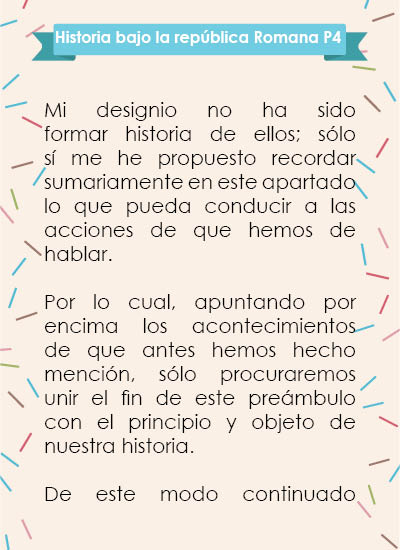 Historia bajo la república Romana P4
Mi designio no ha sido
formar historia de ellos; sólo
sí me he propuesto recordar
sumariamente en este apartado
lo que pueda conducir a las
acciones de que hemos de
hablar.
Por lo cual, apuntando por
encima los acontecimientos
de que antes hemos hecho
mención, sólo procuraremos
unir el fin de este preámbulo
con el principio y objeto de
nuestra historia.
De este modo continuado